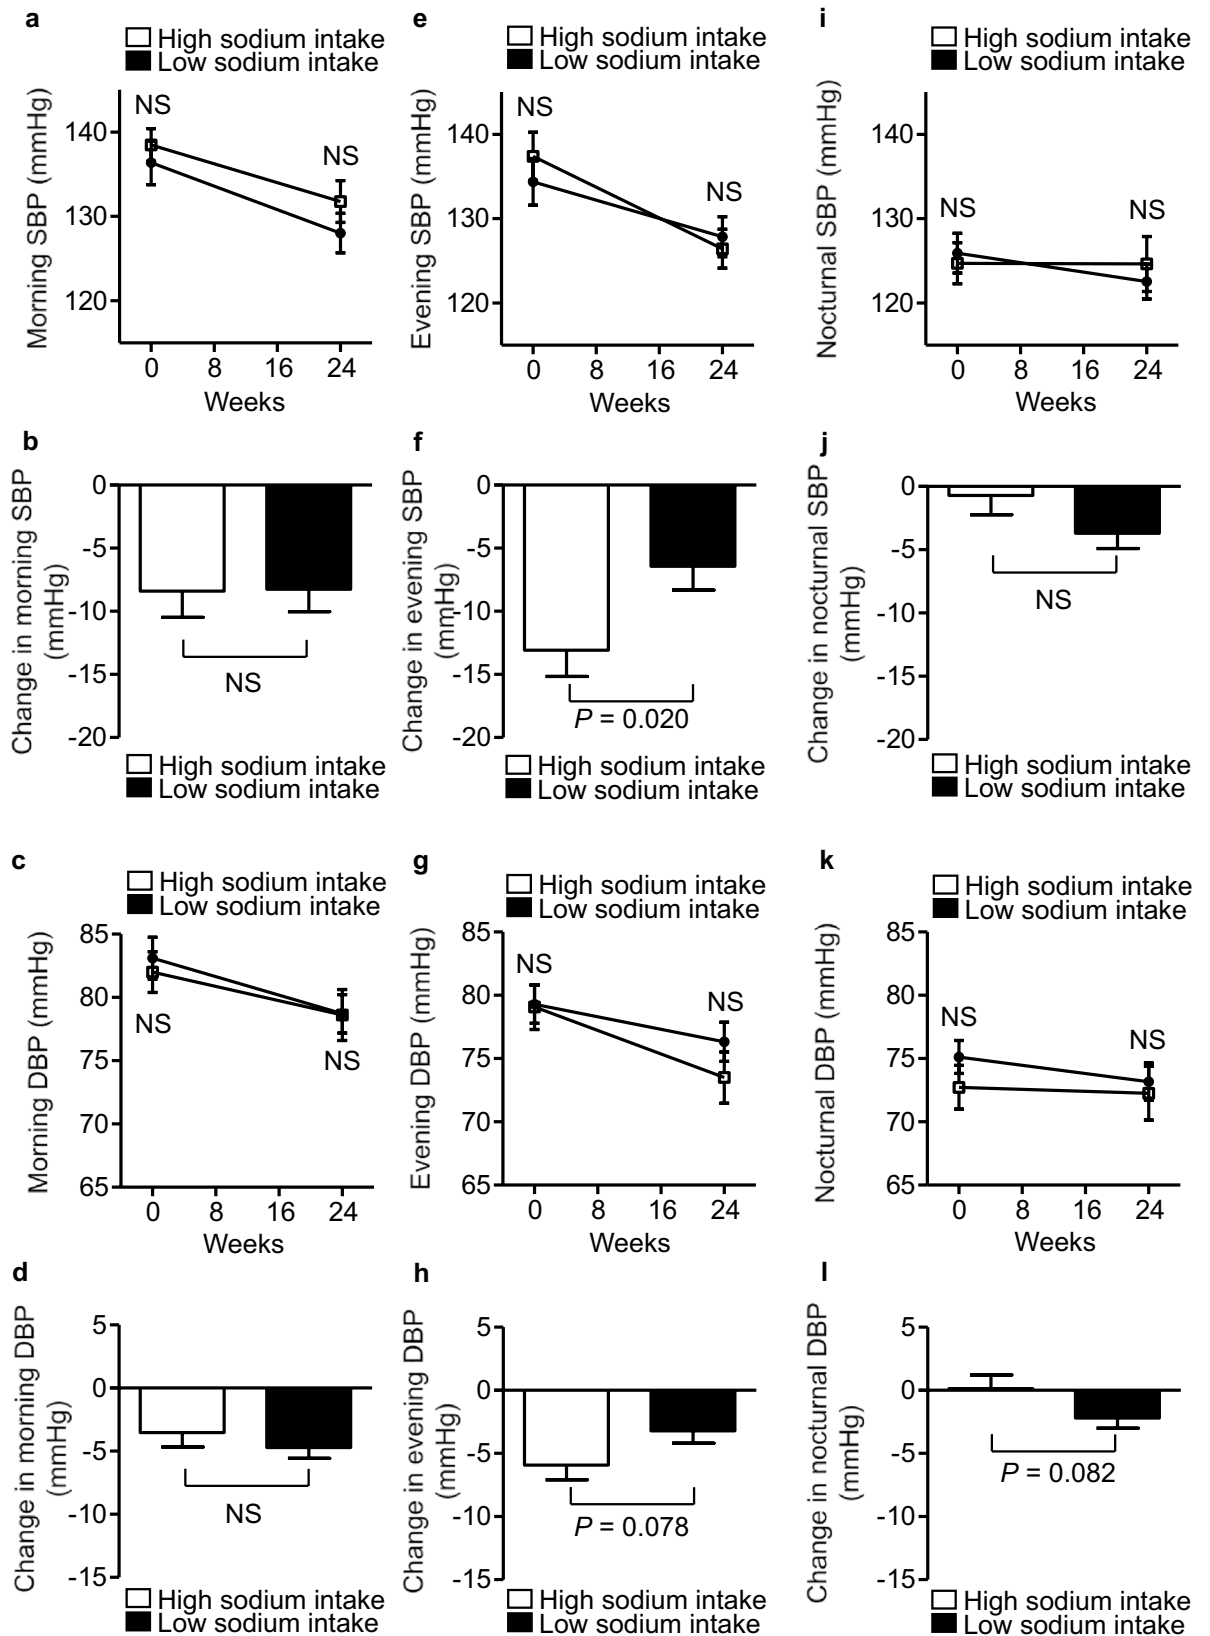 a
High sodium intake
Low sodium intake
Morning SBP (mmHg)
140
130
120
NS
NS
0 8 16 24
Weeks
e
High sodium intake
Low sodium intake
Evening SBP (mmHg)
140
130
120
NS
NS
0 8 16 24
Weeks
i
High sodium intake
Low sodium intake
Nocturnal SBP (mmHg)
140
130
120
NS
NS
0 8 16 24
Weeks
b
Change in morning SBP
(mmHg)
0
-5
-10
-15
-20
NS
High sodium intake
Low sodium intake
f
Change in evening SBP
(mmHg)
0
-5
-10
-15
-20
P = 0.020
High sodium intake
Low sodium intake
j
Change in nocturnal SBP
(mmHg)
0
-5
-10
-15
-20
NS
High sodium intake
Low sodium intake
c
High sodium intake
Low sodium intake
Morning DBP (mmHg)
85
80
75
70
65
NS
NS
0 8 16 24
Weeks
g
High sodium intake
Low sodium intake
Evening DBP (mmHg)
85
80
75
70
65
NS
NS
0 8 16 24
Weeks
k
High sodium intake
Low sodium intake
Nocturnal DBP (mmHg)
85
80
75
70
65
NS
NS
0 8 16 24
Weeks
d
Change in morning DBP
(mmHg)
5
0
-5
-10
-15
NS
High sodium intake
Low sodium intake
h
Change in evening DBP
(mmHg)
5
0
-5
-10
-15
P = 0.078
High sodium intake
Low sodium intake
l
Change in nocturnal DBP
(mmHg)
5
0
-5
-10
-15
P = 0.082
High sodium intake
Low sodium intake